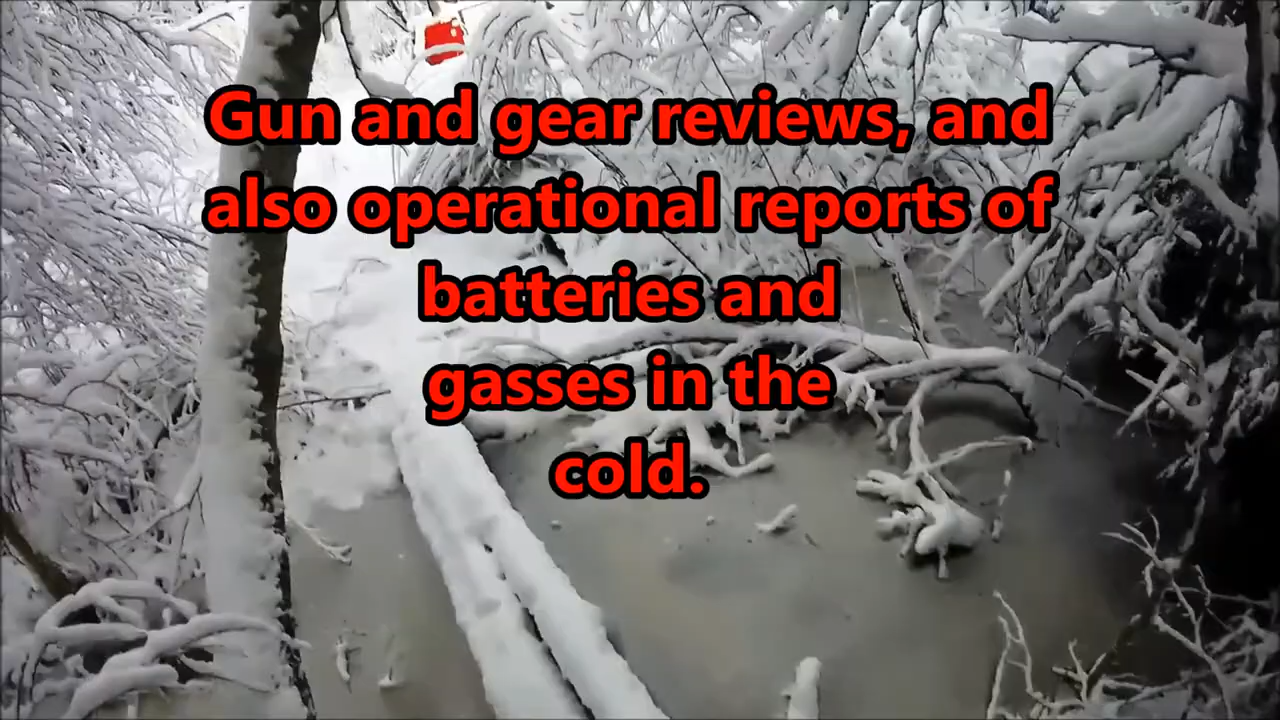 Gun and gear reviews, and
also operational reports of
batteries and
gasses in the
cold.